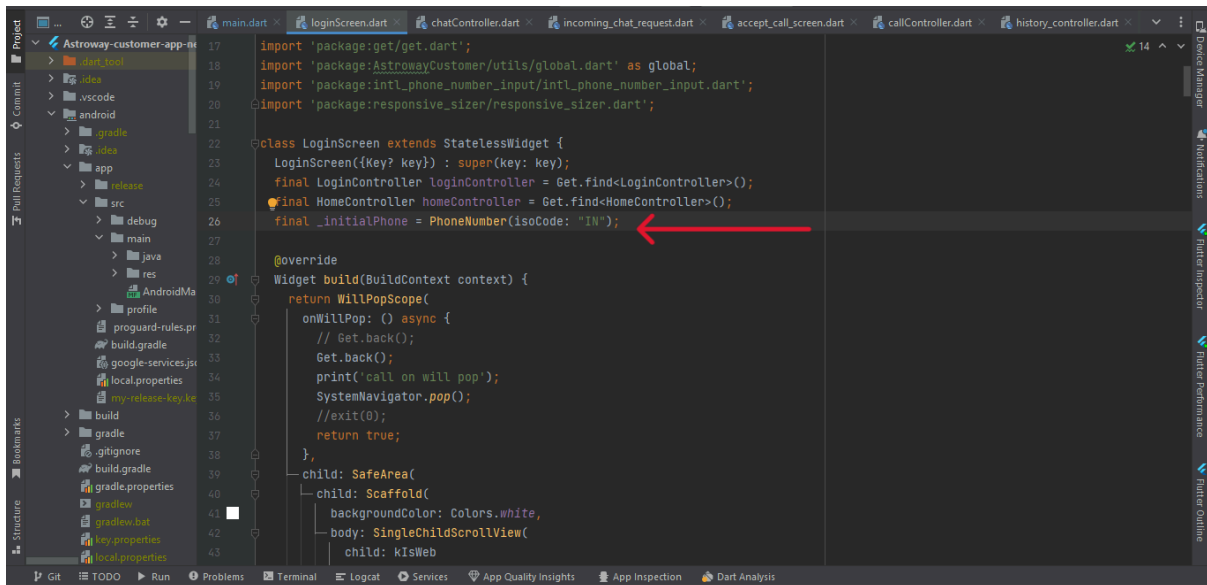 main.dart
loginScreen.dart
chatController.dart
incoming_chat_request.dart
accept_call_screen.dart
callController.dart
history_controller.dart
Project
Commit
Pull Requests
Bookmarks
Structure
Astroway-customer-app-ne
.dart_tool
.idea
.vscode
android
.gradle
.idea
app
release
src
debug
main
java
res
AndroidMa
profile
proguard-rules.pr
build.gradle
google-services.jso
local.properties
my-release-key.ke
build
gradle
.gitignore
build.gradle
gradle.properties
gradlew
gradlew.bat
key.properties
local.properties
14
17 import 'package:get/get.dart';
18 import 'package:AstrowayCustomer/utils/global.dart' as global;
19 import 'package:intl_phone_number_input/intl_phone_number_input.dart';
20 import 'package:responsive_sizer/responsive_sizer.dart';
21
22 class LoginScreen extends StatelessWidget {
23 LoginScreen({Key? key}) : super(key: key);
24 final LoginController loginController = Get.find<LoginController>();
25 final HomeController homeController = Get.find<HomeController>();
26 final _initialPhone = PhoneNumber(isoCode: "IN");
27
28 @override
29 Widget build(BuildContext context) {
30 return WillPopScope(
31 onWillPop: () async {
32 // Get.back();
33 Get.back();
34 print('call on will pop');
35 SystemNavigator.pop();
36 //exit(0);
37 return true;
38 },
39 child: SafeArea(
40 child: Scaffold(
41 backgroundColor: Colors.white,
42 body: SingleChildScrollView(
43 child: kIsWeb
Device Manager
Notifications
Flutter Inspector
Flutter Performance
Flutter Outline
Git
TODO
Run
Problems
Terminal
Logcat
Services
App Quality Insights
App Inspection
Dart Analysis